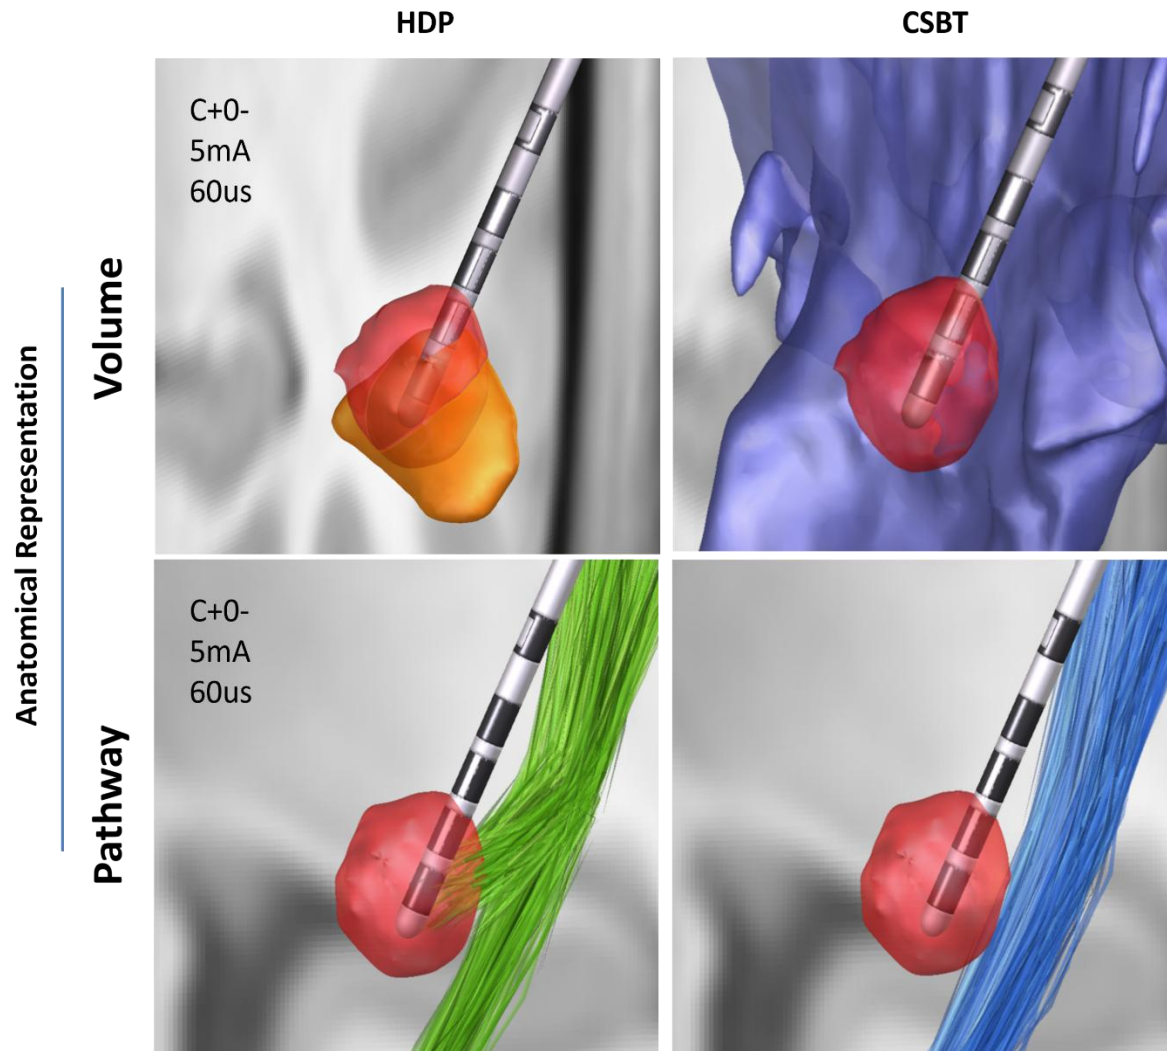 HDP
CSBT
Anatomical Representation
Volume
C+0-
5mA
60us
Pathway
C+0-
5mA
60us